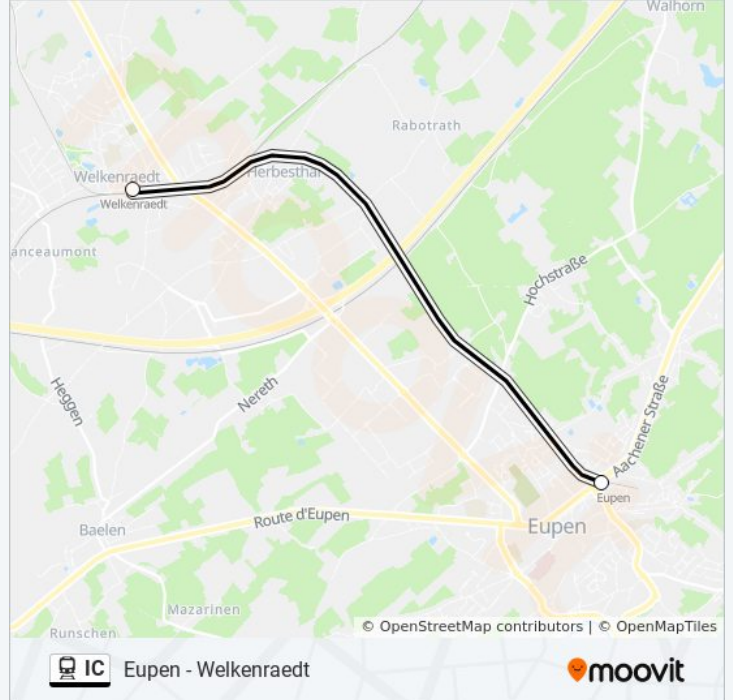 Walhorn
Rabotrath
Welkenraedt
Herbesthal
Welkenraedt
anceaumont
Hochstraße
Heggen
Nereth
Aachener Straße
Eupen
Route d'Eupen
Eupen
Baelen
Mazarinen
Runschen
© OpenStreetMap contributors | © OpenMapTiles
IC Eupen - Welkenraedt
moovit